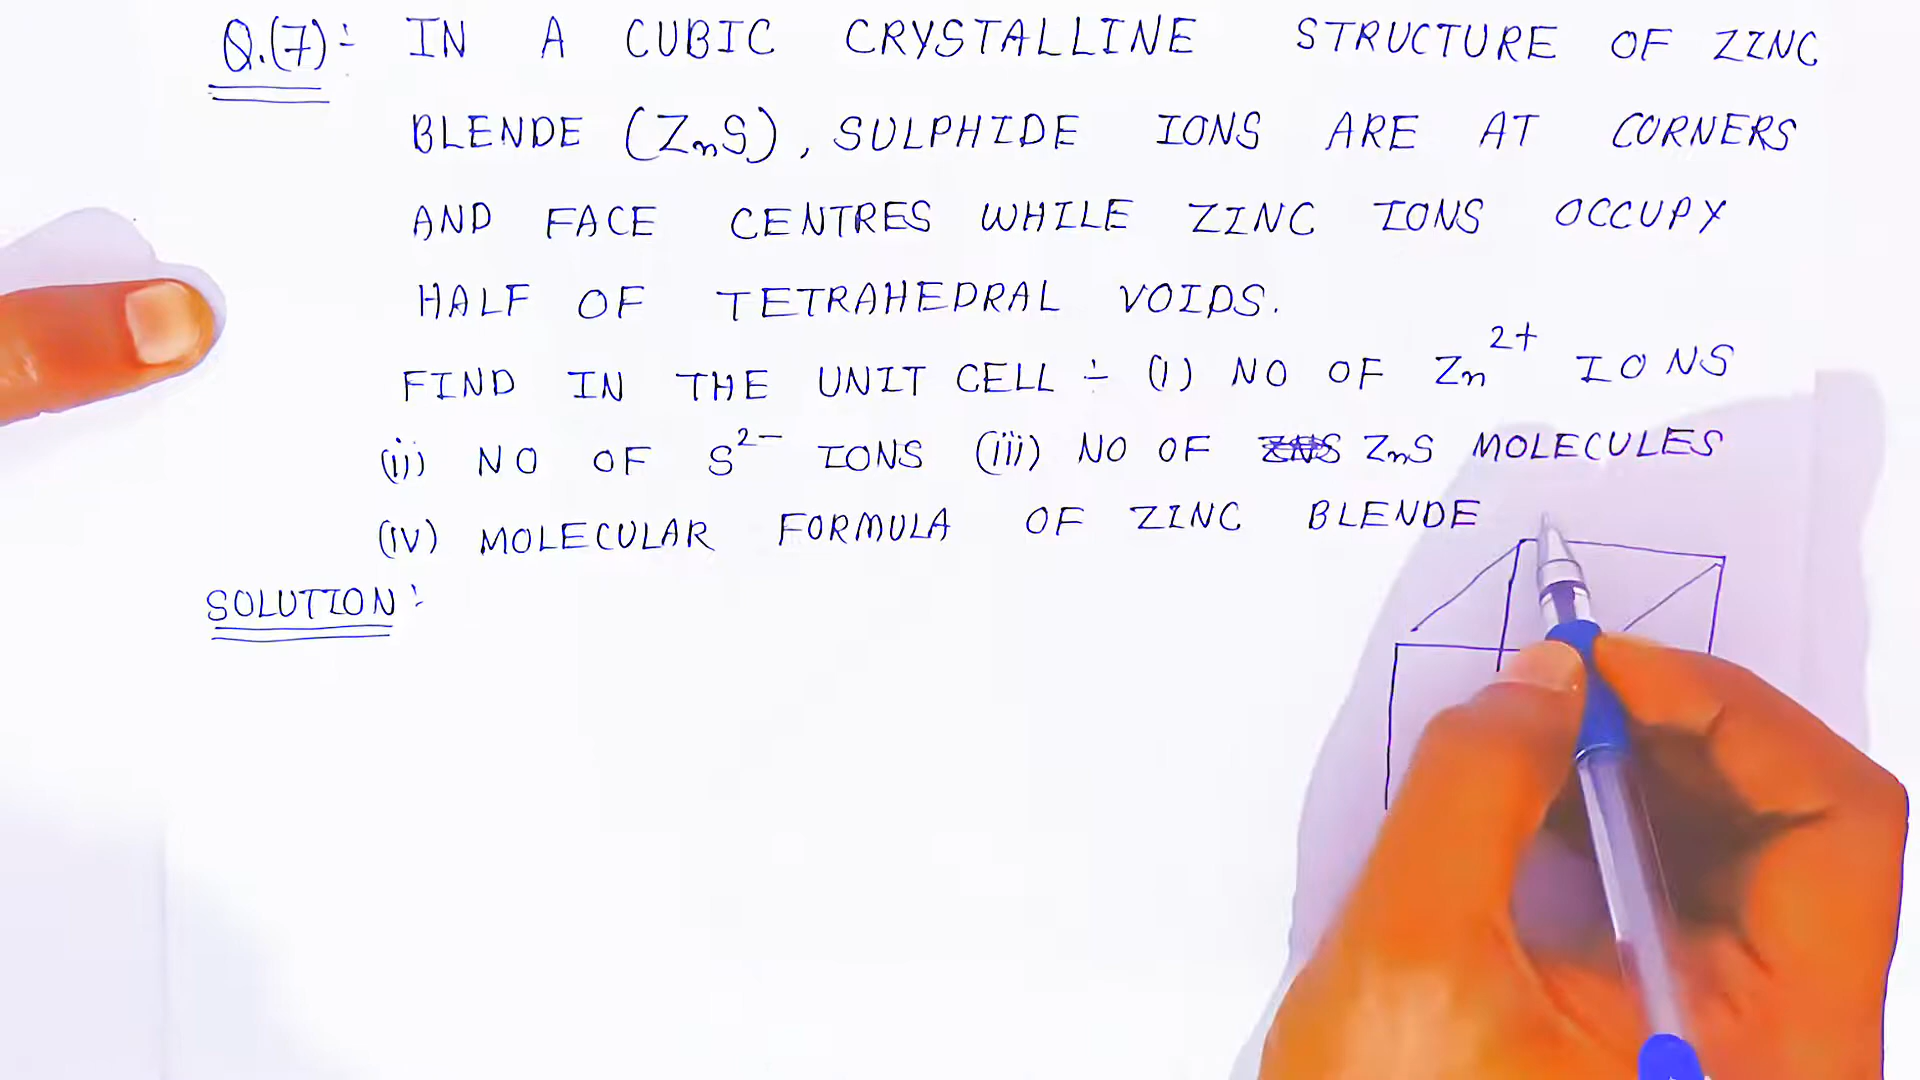 Q.(7):- IN A CUBIC CRYSTALLINE STRUCTURE OF ZINC
BLENDE (ZnS), SULPHIDE IONS ARE AT CORNERS
AND FACE CENTRES WHILE ZINC IONS OCCUPY
HALF OF TETRAHEDRAL VOIDS.
FIND IN THE UNIT CELL :- (i) NO OF Zn²⁺ IONS
(ii) NO OF S²⁻ IONS (iii) NO OF ZnS MOLECULES
(iv) MOLECULAR FORMULA OF ZINC BLENDE
SOLUTION :-